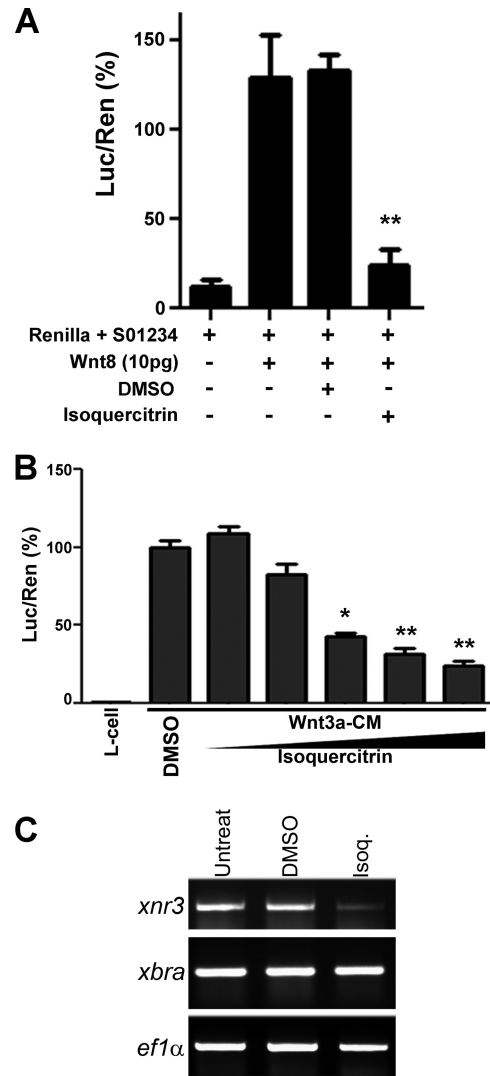 A
Luc/Ren (%)
150
100
50
0
**
Renilla + S01234 + + + +
Wnt8 (10pg) - + + +
DMSO - - + -
Isoquercitrin - - - +
B
Luc/Ren (%)
150
100
50
0
* ** **
L-cell
DMSO
Wnt3a-CM
Isoquercitrin
C
Untreat DMSO Isoq.
xnr3
xbra
ef1α